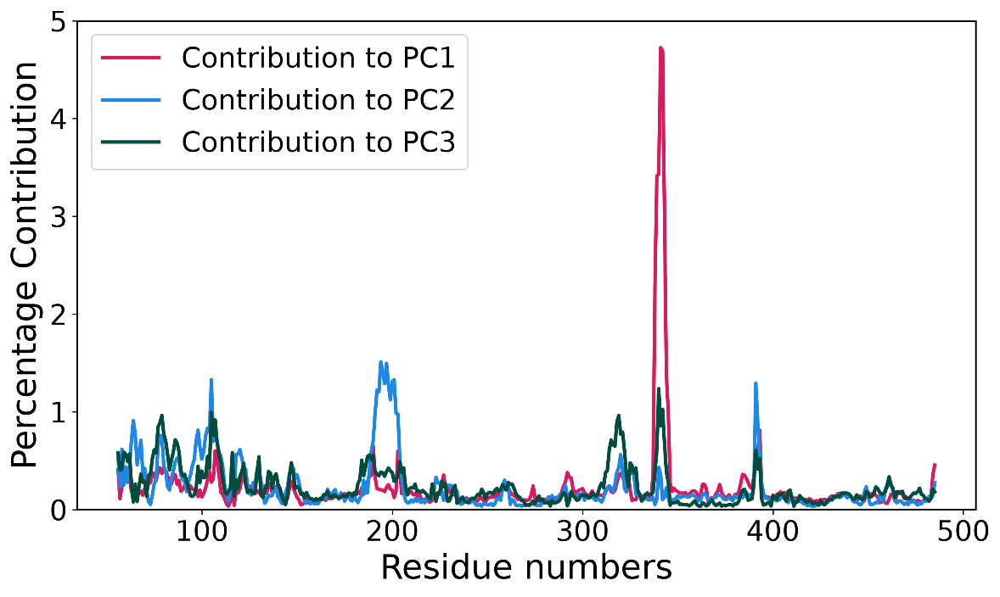 Contribution to PC1
Contribution to PC2
Contribution to PC3
Percentage Contribution
5
4
3
2
1
0
100 200 300 400 500
Residue numbers